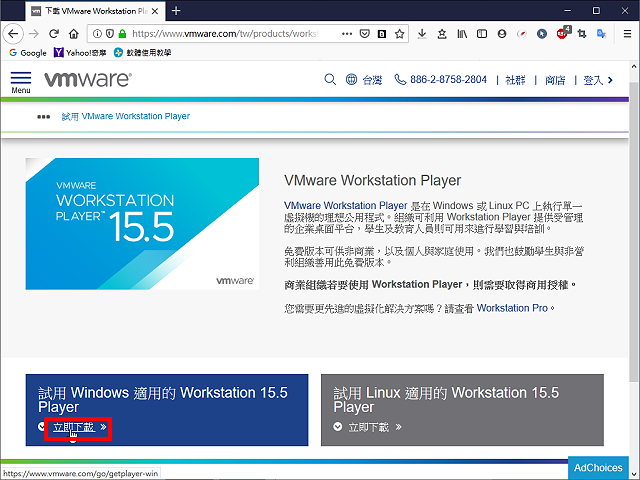 下載 VMware Workstation Pla
https://www.vmware.com/tw/products/works
4
Google Yahoo!奇摩 軟體使用教學
Menu vmware 台灣 886-2-8758-2804 | 社群 | 商店 | 登入
試用 VMware Workstation Player
VMWARE
WORKSTATION
PLAYER™
15.5
vmware
VMware Workstation Player
VMware Workstation Player 是在 Windows 或 Linux PC 上執行單一
虛擬機的理想公用程式。組織可利用 Workstation Player 提供受管理
的企業桌面平台，學生及教育人員則可用來進行學習與培訓。
免費版本可供非商業，以及個人與家庭使用。我們也鼓勵學生與非營
利組織善用此免費版本。
商業組織若要使用 Workstation Player，則需要取得商用授權。
您需要更先進的虛擬化解決方案嗎？請查看 Workstation Pro。
試用 Windows 適用的 Workstation 15.5
Player
立即下載
試用 Linux 適用的 Workstation 15.5
Player
立即下載
AdChoices
https://www.vmware.com/go/getplayer-win